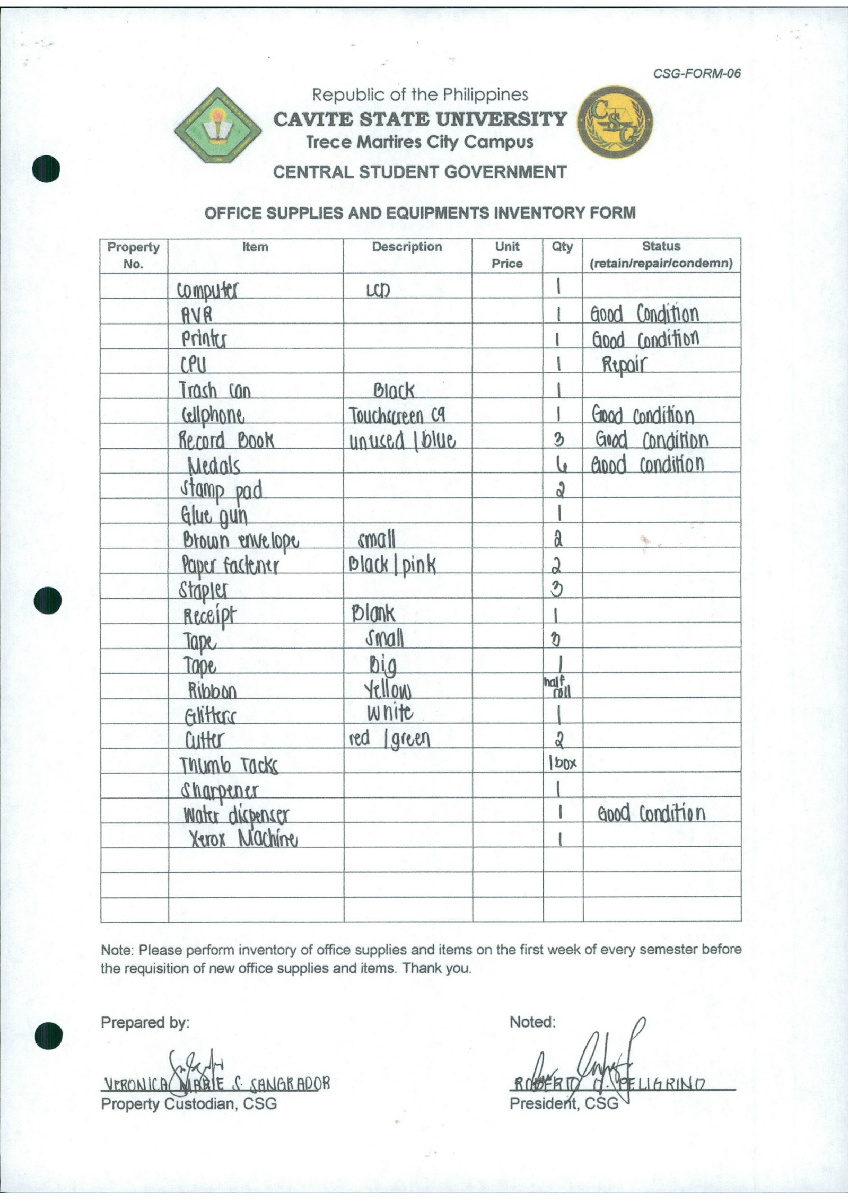 CSG-FORM-06
Republic of the Philippines
CAVITE STATE UNIVERSITY
Trece Martires City Campus
CENTRAL STUDENT GOVERNMENT
OFFICE SUPPLIES AND EQUIPMENTS INVENTORY FORM
Property No. Item Description Unit Price Qty Status (retain/repair/condemn)
Computer LCD 1
AVR 1 Good Condition
Printer 1 Good Condition
CPU 1 Repair
Trash Can Black 1
Cellphone Touchscreen C9 1 Good Condition
Record Book unused | blue 3 Good Condition
Medals 6 Good Condition
Stamp pad 2
Glue gun 1
Brown envelope small 2
Paper fastener Black | pink 2
Stapler 3
Receipt Blank 1
Tape Small 3
Tape Big 1
Ribbon Yellow half roll
Glitters White 1
Cutter red | green 2
Thumb Tacks 1 box
Sharpener 1
Water dispenser 1 Good Condition
Xerox Machine 1
Note: Please perform inventory of office supplies and items on the first week of every semester before
the requisition of new office supplies and items. Thank you.
Prepared by: Noted:
VERONICA MARIE S. SANGRADOR ROBERTO PELIGRINO
Property Custodian, CSG President, CSG